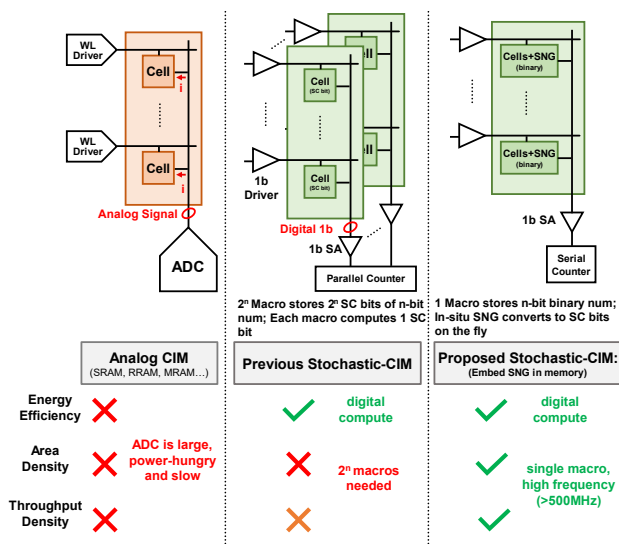 WL
Driver
Cell
i
WL
Driver
Cell
i
Analog Signal
ADC
Cell
Cell
(SC bit)
Cell
Cell
(SC bit)
1b
Driver
Digital 1b
1b SA
Parallel Counter
2ⁿ Macro stores 2ⁿ SC bits of n-bit
num; Each macro computes 1 SC
bit
Cells+SNG
(binary)
Cells+SNG
(binary)
1b SA
Serial
Counter
1 Macro stores n-bit binary num;
In-situ SNG converts to SC bits
on the fly
Analog CIM
(SRAM, RRAM, MRAM…)
Previous Stochastic-CIM
Proposed Stochastic-CIM:
(Embed SNG in memory)
Energy
Efficiency
digital
compute
digital
compute
Area
Density
ADC is large,
power-hungry
and slow
2ⁿ macros
needed
single macro,
high frequency
(>500MHz)
Throughput
Density